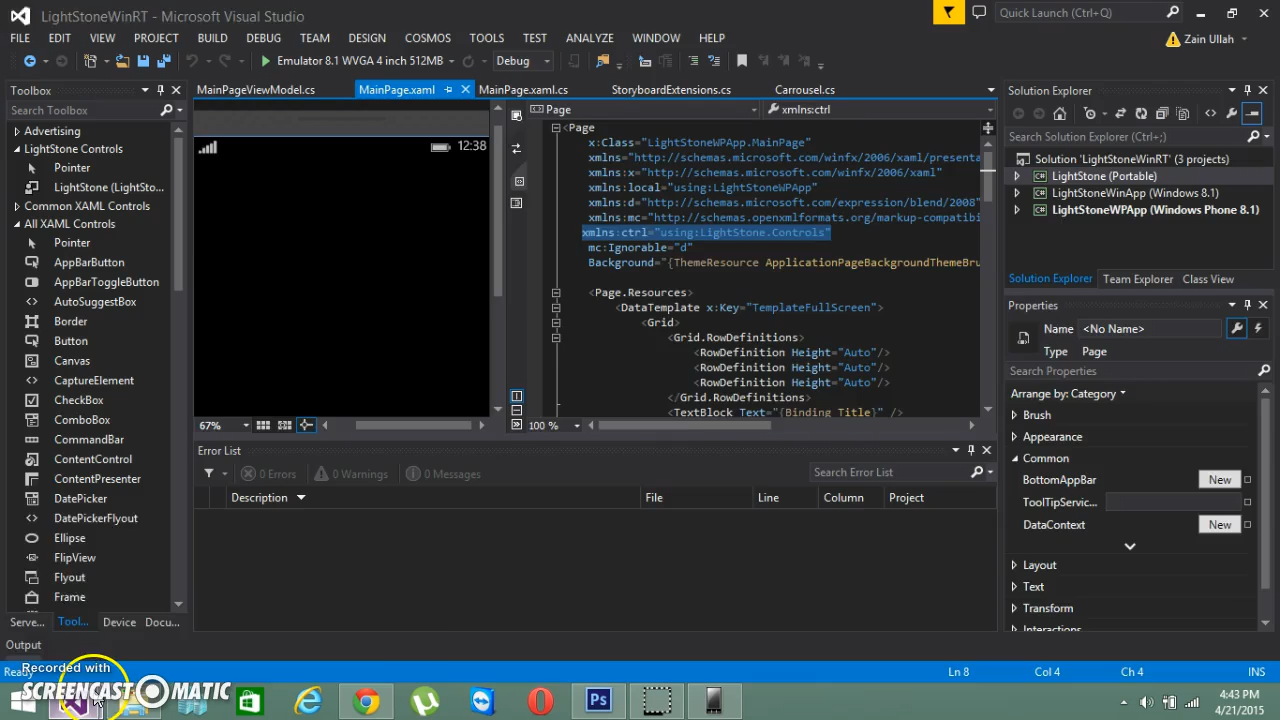 LightStoneWinRT - Microsoft Visual Studio
Quick Launch (Ctrl+Q)
FILE EDIT VIEW PROJECT BUILD DEBUG TEAM DESIGN COSMOS TOOLS TEST ANALYZE WINDOW HELP
Zain Ullah
Emulator 8.1 WVGA 4 inch 512MB
Debug
Toolbox
Search Toolbox
Advertising
LightStone Controls
Pointer
LightStone (LightSto...
Common XAML Controls
All XAML Controls
Pointer
AppBarButton
AppBarToggleButton
AutoSuggestBox
Border
Button
Canvas
CaptureElement
CheckBox
ComboBox
CommandBar
ContentControl
ContentPresenter
DatePicker
DatePickerFlyout
Ellipse
FlipView
Flyout
Frame
Serve... Tool... Device Docu...
MainPageViewModel.cs MainPage.xaml MainPage.xaml.cs StoryboardExtensions.cs Carrousel.cs
12:38
67%
Page
xmlns:ctrl
<Page
x:Class="LightStoneWPApp.MainPage"
xmlns="http://schemas.microsoft.com/winfx/2006/xaml/presenta
xmlns:x="http://schemas.microsoft.com/winfx/2006/xaml"
xmlns:local="using:LightStoneWPApp"
xmlns:d="http://schemas.microsoft.com/expression/blend/2008"
xmlns:mc="http://schemas.openxmlformats.org/markup-compatibi
xmlns:ctrl="using:LightStone.Controls"
mc:Ignorable="d"
Background="{ThemeResource ApplicationPageBackgroundThemeBru
<Page.Resources>
<DataTemplate x:Key="TemplateFullScreen">
<Grid>
<Grid.RowDefinitions>
<RowDefinition Height="Auto"/>
<RowDefinition Height="Auto"/>
<RowDefinition Height="Auto"/>
</Grid.RowDefinitions>
<TextBlock Text="{Binding Title}" />
100 %
Error List
0 Errors 0 Warnings 0 Messages
Search Error List
Description File Line Column Project
Solution Explorer
Search Solution Explorer (Ctrl+;)
Solution 'LightStoneWinRT' (3 projects)
LightStone (Portable)
LightStoneWinApp (Windows 8.1)
LightStoneWPApp (Windows Phone 8.1)
Solution Explorer Team Explorer Class View
Properties
Name <No Name>
Type Page
Search Properties
Arrange by: Category
Brush
Appearance
Common
BottomAppBar New
ToolTipServic...
DataContext New
Layout
Text
Transform
Interactions
Output
Ready
Ln 8 Col 4 Ch 4 INS
Recorded with
SCREENCAST MATIC
Ps
4:43 PM
4/21/2015